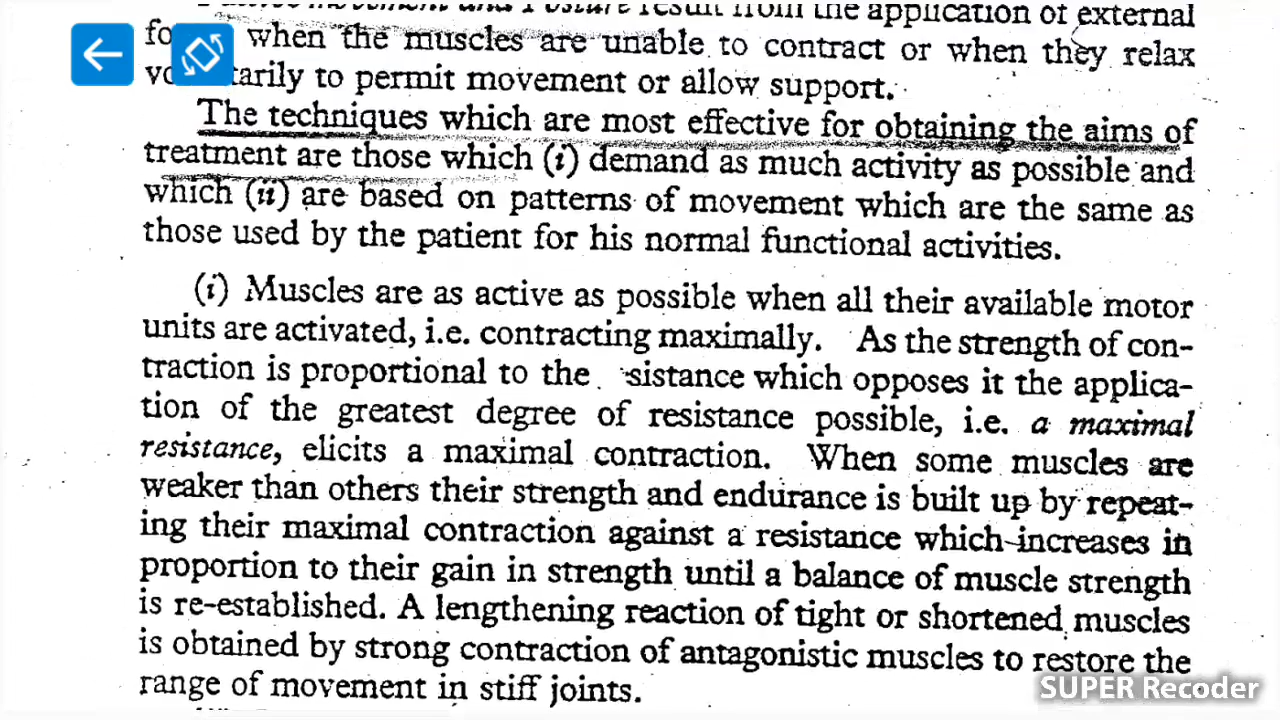 Passive movement and Posture result from the application of external
fo when the muscles are unable to contract or when they relax
vo tarily to permit movement or allow support.
The techniques which are most effective for obtaining the aims of
treatment are those which (i) demand as much activity as possible and
which (ii) are based on patterns of movement which are the same as
those used by the patient for his normal functional activities.
(i) Muscles are as active as possible when all their available motor
units are activated, i.e. contracting maximally. As the strength of con-
traction is proportional to the sistance which opposes it the applica-
tion of the greatest degree of resistance possible, i.e. a maximal
resistance, elicits a maximal contraction. When some muscles are
weaker than others their strength and endurance is built up by repeat-
ing their maximal contraction against a resistance which increases in
proportion to their gain in strength until a balance of muscle strength
is re-established. A lengthening reaction of tight or shortened muscles
is obtained by strong contraction of antagonistic muscles to restore the
range of movement in stiff joints.
SUPER Recoder